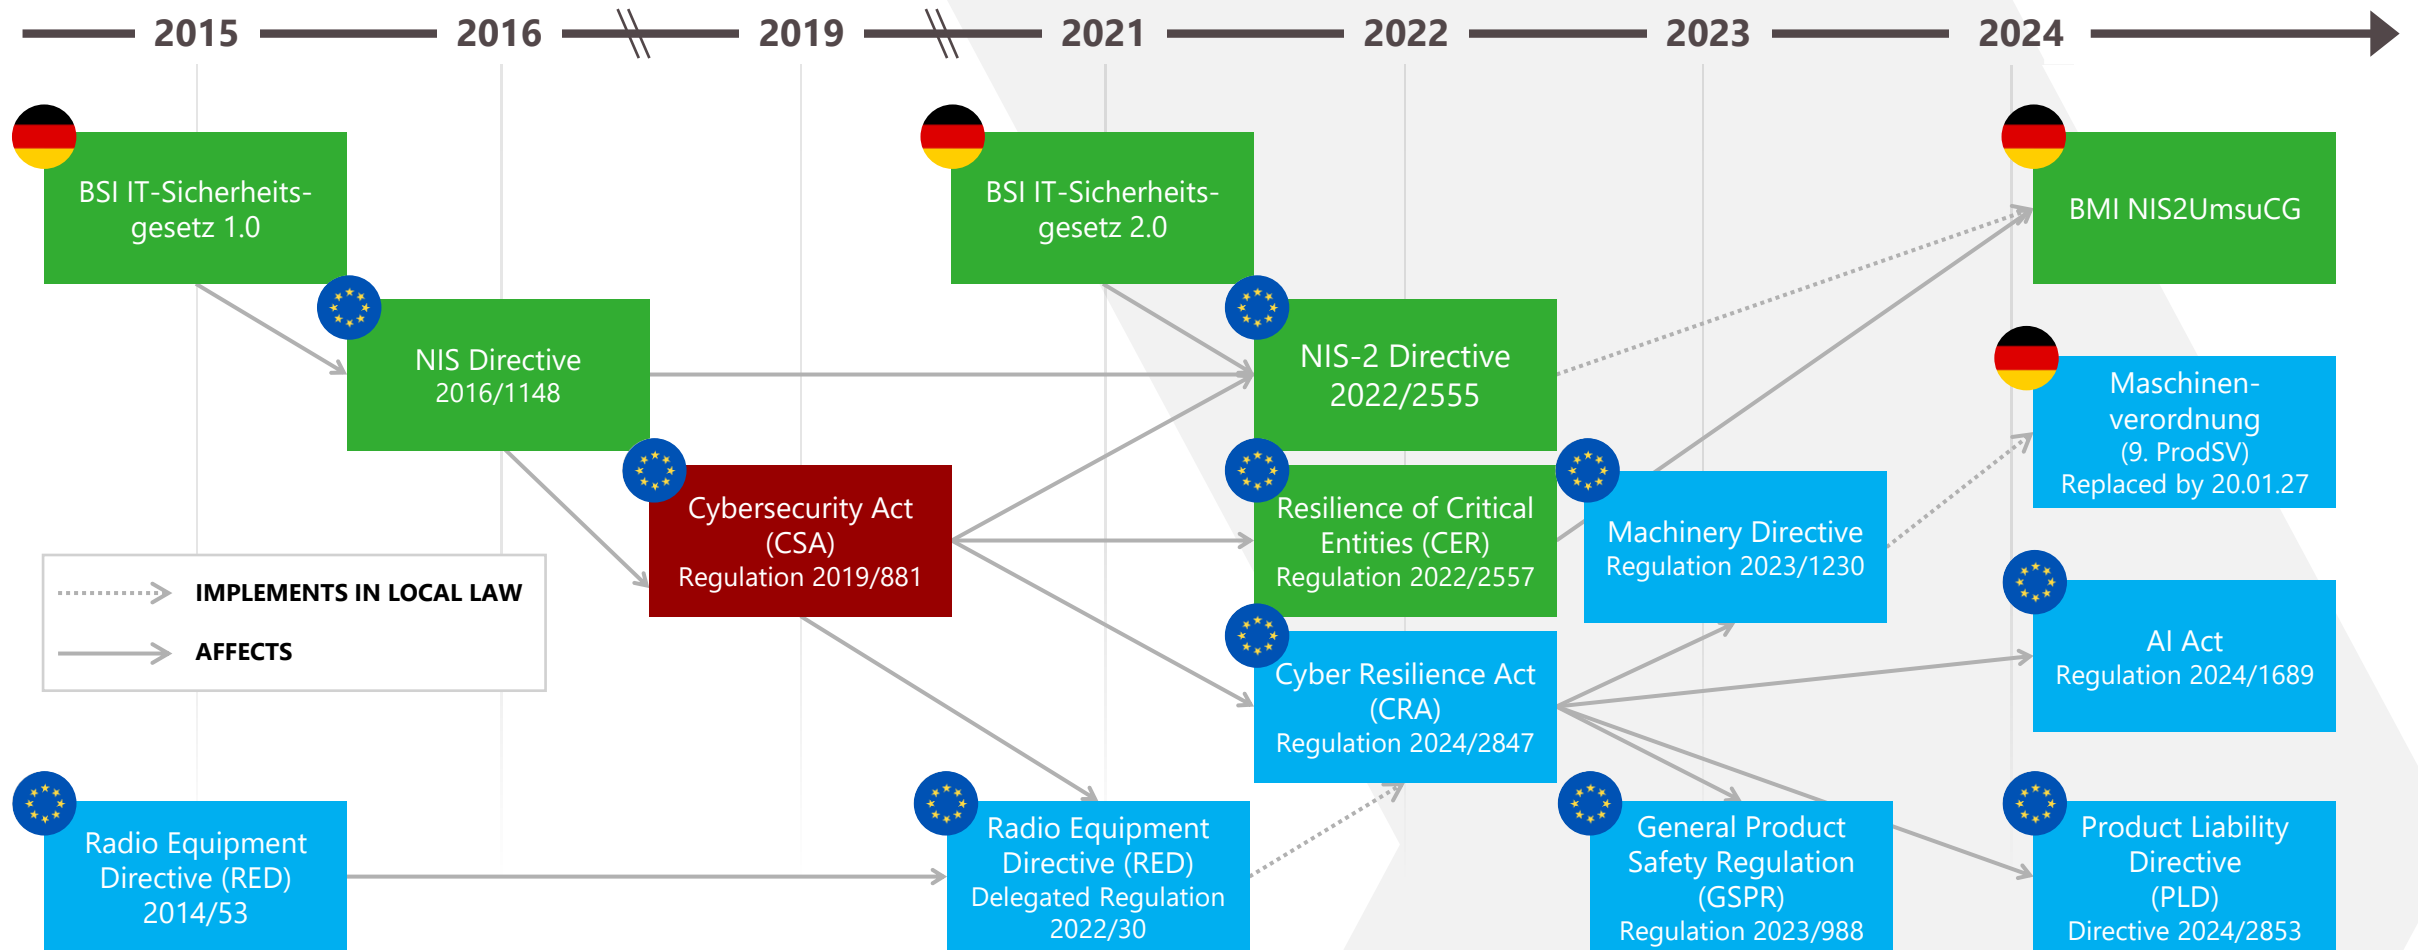 2015
2016
2019
2021
2022
2023
2024
BSI IT-Sicherheits-
gesetz 1.0
BSI IT-Sicherheits-
gesetz 2.0
BMI NIS2UmsuCG
NIS Directive
2016/1148
NIS-2 Directive
2022/2555
Maschinen-
verordnung
(9. ProdSV)
Replaced by 20.01.27
Cybersecurity Act
(CSA)
Regulation 2019/881
Resilience of Critical
Entities (CER)
Regulation 2022/2557
Machinery Directive
Regulation 2023/1230
IMPLEMENTS IN LOCAL LAW
AFFECTS
Cyber Resilience Act
(CRA)
Regulation 2024/2847
AI Act
Regulation 2024/1689
Radio Equipment
Directive (RED)
2014/53
Radio Equipment
Directive (RED)
Delegated Regulation
2022/30
General Product
Safety Regulation
(GSPR)
Regulation 2023/988
Product Liability
Directive
(PLD)
Directive 2024/2853